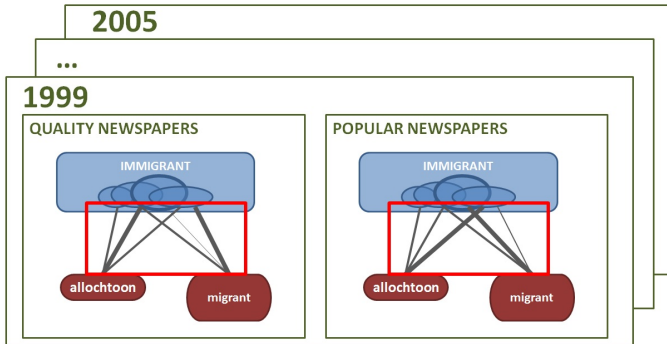 2005
...
1999
QUALITY NEWSPAPERS
IMMIGRANT
allochtoon
migrant
POPULAR NEWSPAPERS
IMMIGRANT
allochtoon
migrant